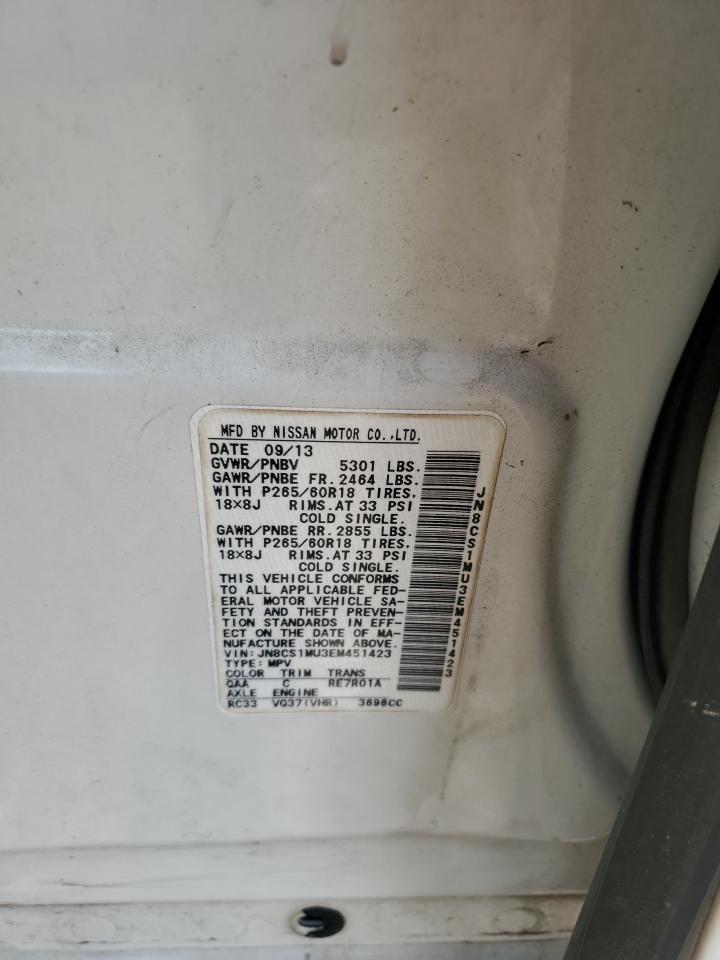 MFD BY NISSAN MOTOR CO.,LTD.
DATE 09/13
GVWR/PNBV 5301 LBS.
GAWR/PNBE FR. 2464 LBS.
WITH P265/60R18 TIRES,
18X8J RIMS.AT 33 PSI
COLD SINGLE.
GAWR/PNBE RR. 2855 LBS.
WITH P265/60R18 TIRES.
18X8J RIMS.AT 33 PSI
COLD SINGLE.
THIS VEHICLE CONFORMS
TO ALL APPLICABLE FED-
ERAL MOTOR VEHICLE SA-
FETY AND THEFT PREVEN-
TION STANDARDS IN EFF-
ECT ON THE DATE OF MA-
NUFACTURE SHOWN ABOVE.
VIN: JN8CS1MU3EM451423
TYPE: MPV
COLOR TRIM TRANS
QAA C RE7R01A
AXLE ENGINE
RC33 VQ37(VHR) 3696CC
JN8CS1MU3EM451423